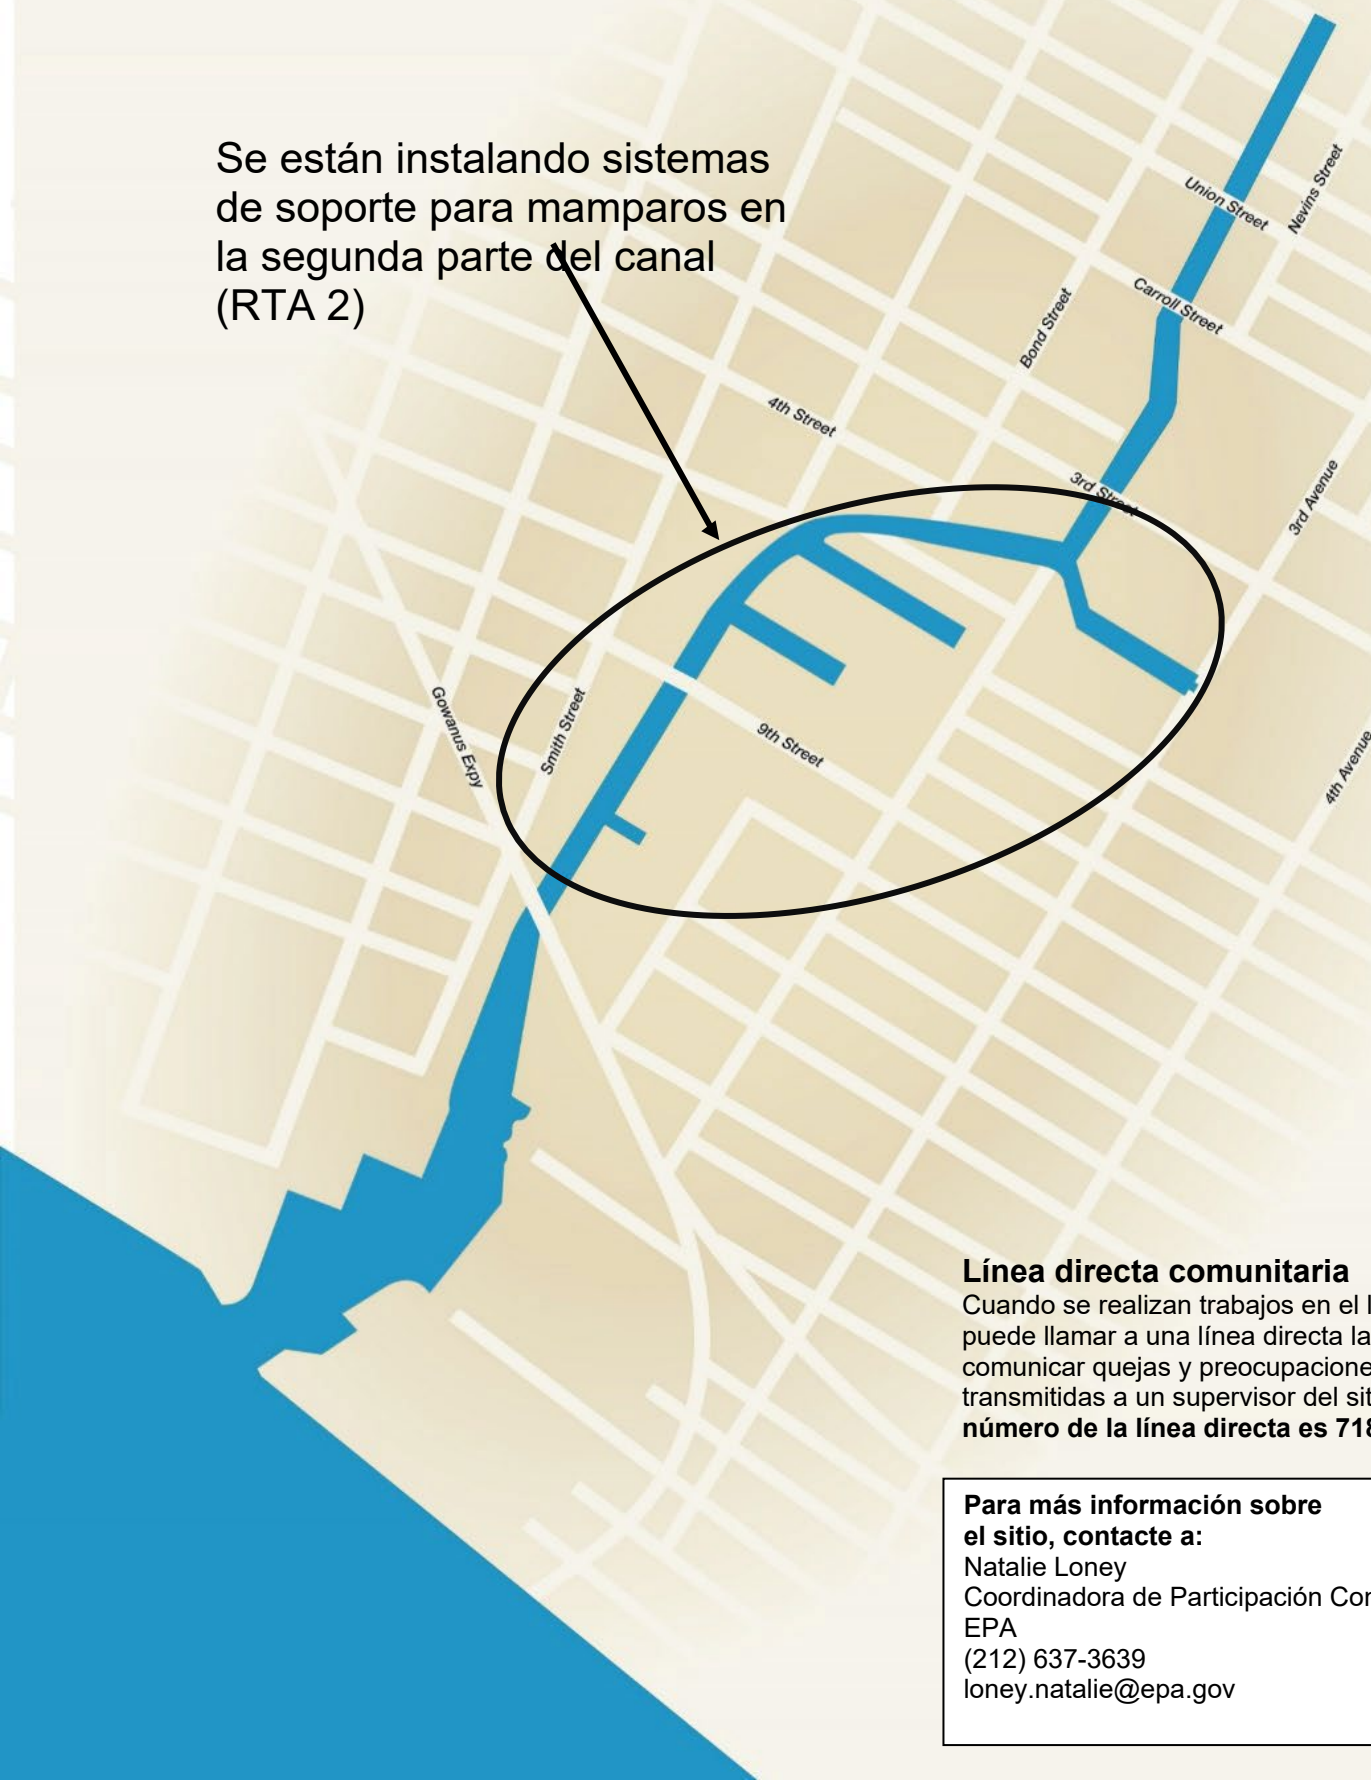 Se están instalando sistemas
de soporte para mamparos en
la segunda parte del canal
(RTA 2)
Union Street
Nevins Street
Carroll Street
Bond Street
4th Street
3rd Street
3rd Avenue
Gowanus Expy
Smith Street
9th Street
4th Avenue
Línea directa comunitaria
Cuando se realizan trabajos en el
puede llamar a una línea directa la
comunicar quejas y
transmitidas a un supervisor del
número de la línea directa es 718
Para más información sobre
el sitio, contacte a:
Natalie Loney
Coordinadora de Participación
EPA
(212) 637-3639
loney.natalie@epa.gov